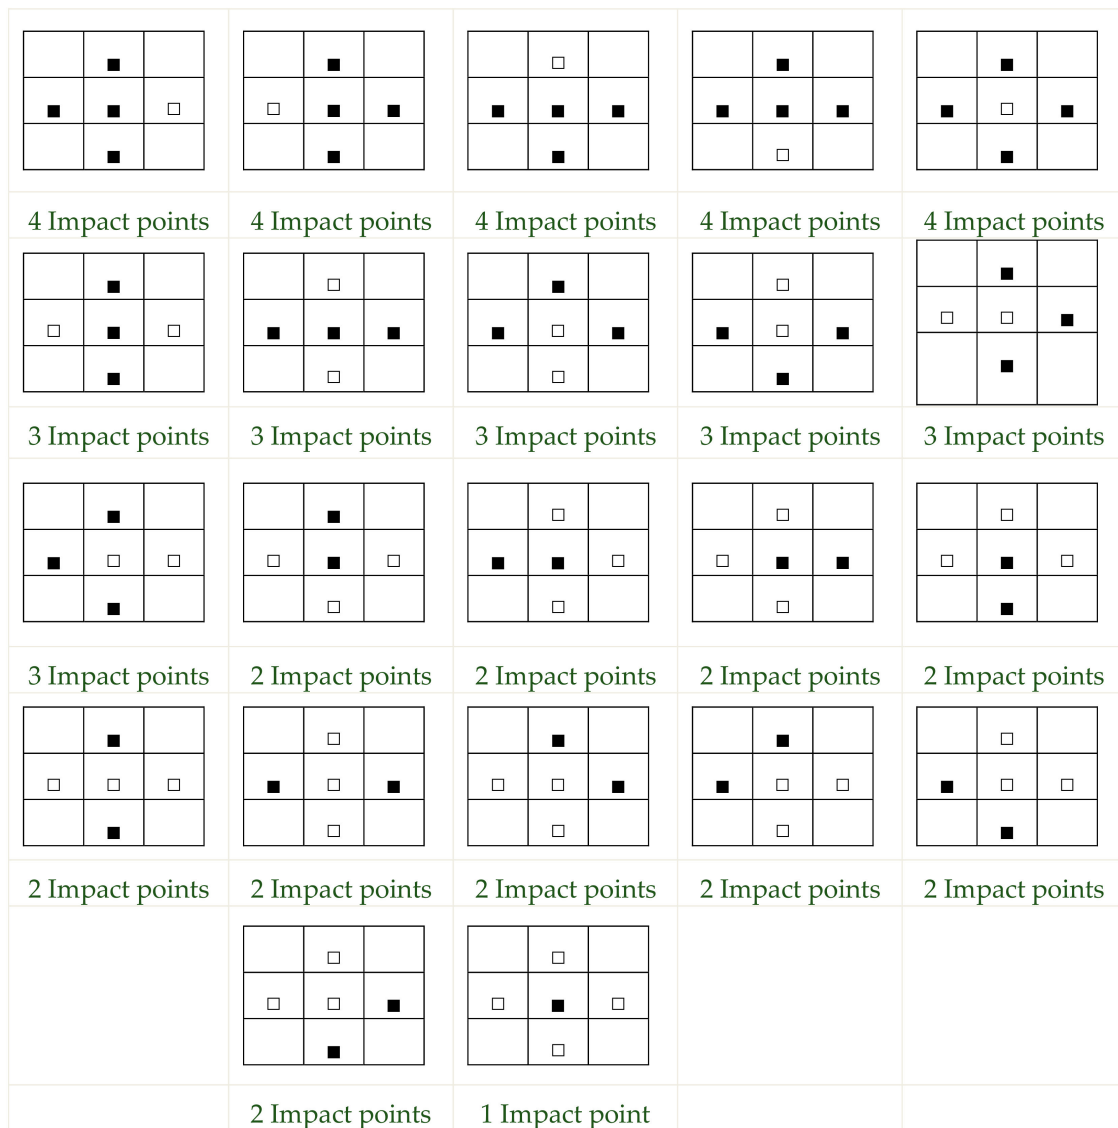 4 Impact points 4 Impact points 4 Impact points 4 Impact points 4 Impact points
3 Impact points 3 Impact points 3 Impact points 3 Impact points 3 Impact points
3 Impact points 2 Impact points 2 Impact points 2 Impact points 2 Impact points
2 Impact points 2 Impact points 2 Impact points 2 Impact points 2 Impact points
2 Impact points 1 Impact point